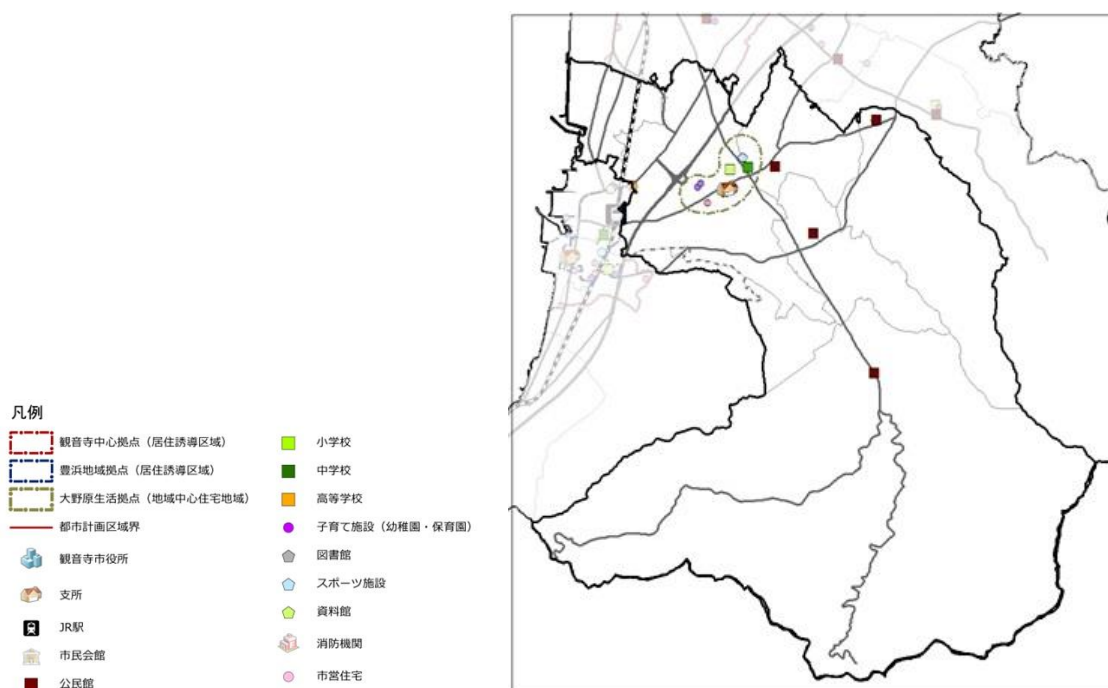 凡例
観音寺中心拠点（居住誘導区域）
豊浜地域拠点（居住誘導区域）
大野原生活拠点（地域中心住宅地域）
都市計画区域界
観音寺市役所
支所
JR駅
市民会館
公民館
小学校
中学校
高等学校
子育て施設（幼稚園・保育園）
図書館
スポーツ施設
資料館
消防機関
市営住宅